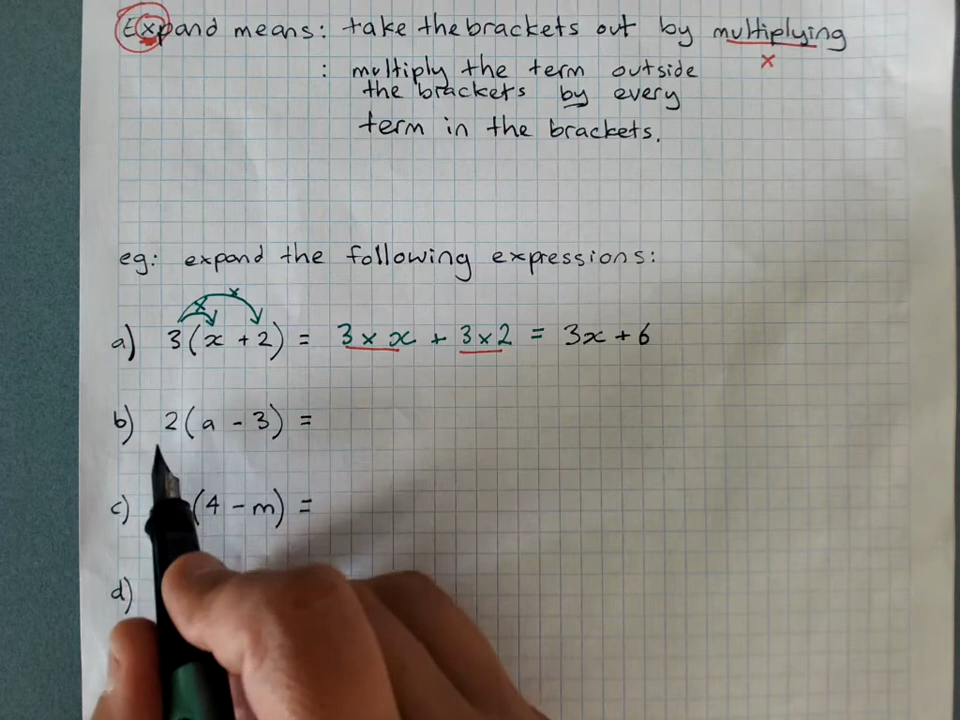 Expand means: take the brackets out by multiplying
×
: multiply the term outside
the brackets by every
term in the brackets.
eg: expand the following expressions:
× ×
a) 3(x + 2) = 3 × x + 3 × 2 = 3x + 6
b) 2(a - 3) =
c) (4 - m) =
d)